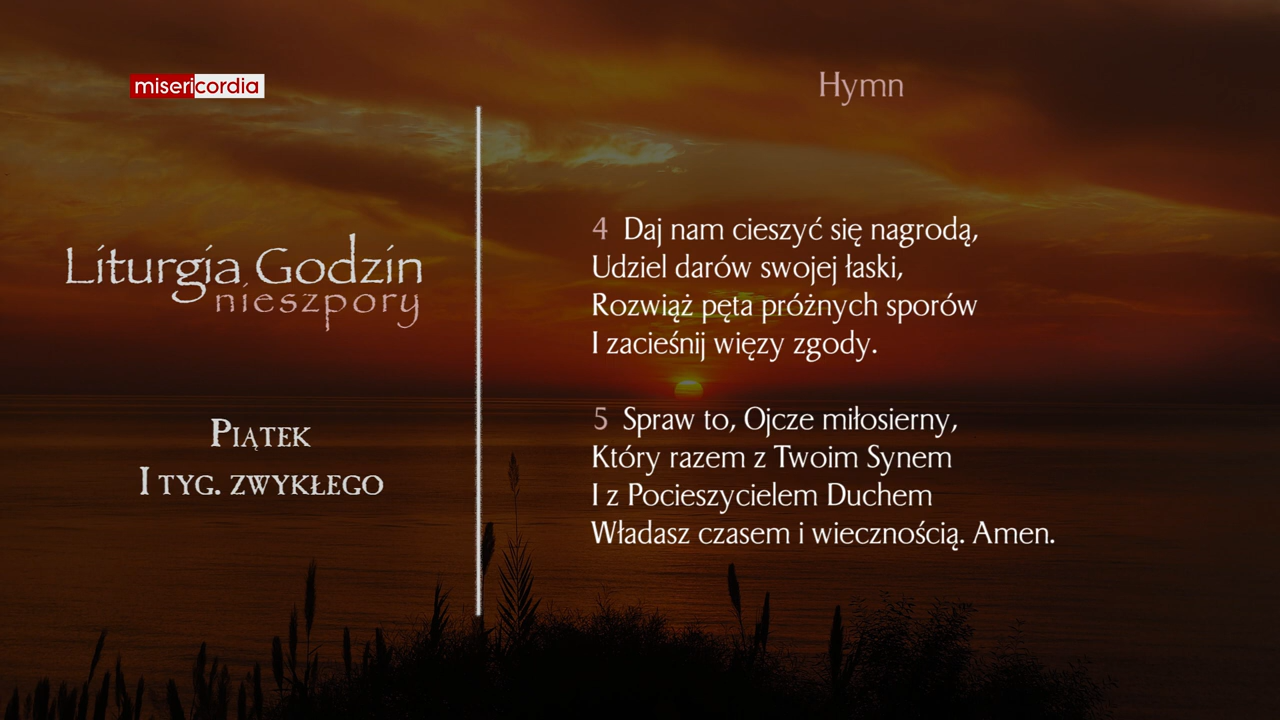 misericordia
Liturgia Godzin
nieszpory
Piątek
I tyg. zwykłego
Hymn
4 Daj nam cieszyć się nagrodą,
Udziel darów swojej łaski,
Rozwiąż pęta próżnych sporów
I zacieśnij więzy zgody.
5 Spraw to, Ojcze miłosierny,
Który razem z Twoim Synem
I z Pocieszycielem Duchem
Władasz czasem i wiecznością. Amen.